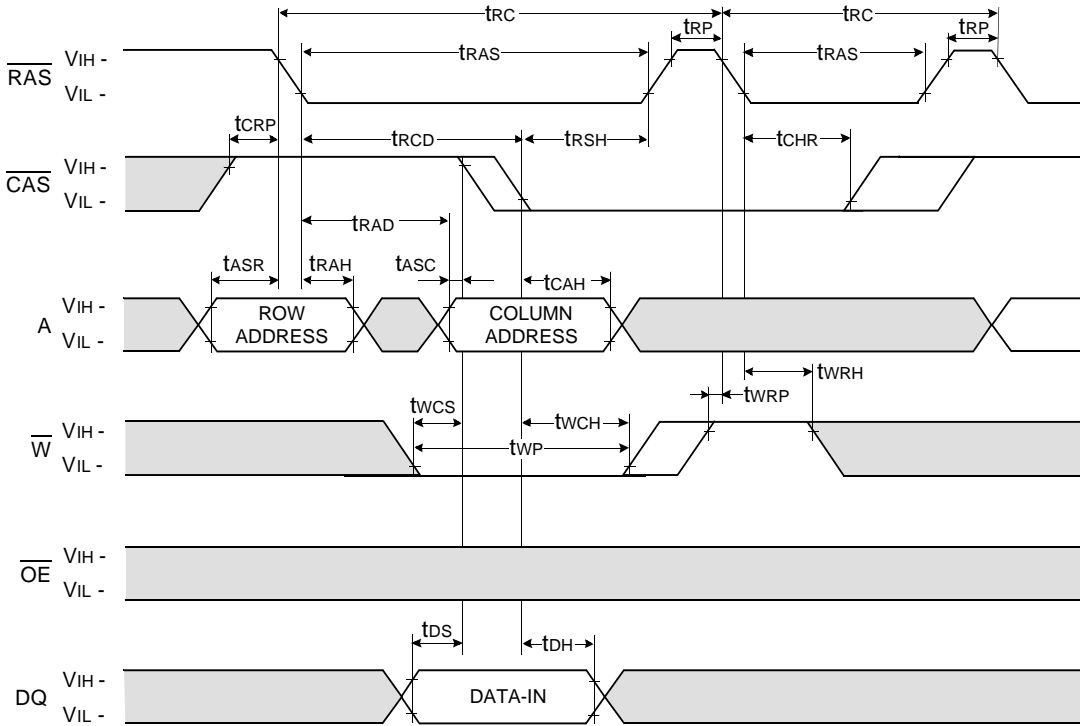 tRC tRC
tRP tRP
tRAS tRAS
RAS VIH -
VIL -
tCRP tRCD tRSH tCHR
CAS VIH -
VIL -
tRAD
tASR tRAH tASC tCAH
A VIH -
VIL -
ROW ADDRESS
COLUMN ADDRESS
tWRH
tWRP
tWCS tWCH
tWP
W VIH -
VIL -
OE VIH -
VIL -
tDS tDH
DQ VIH -
VIL -
DATA-IN